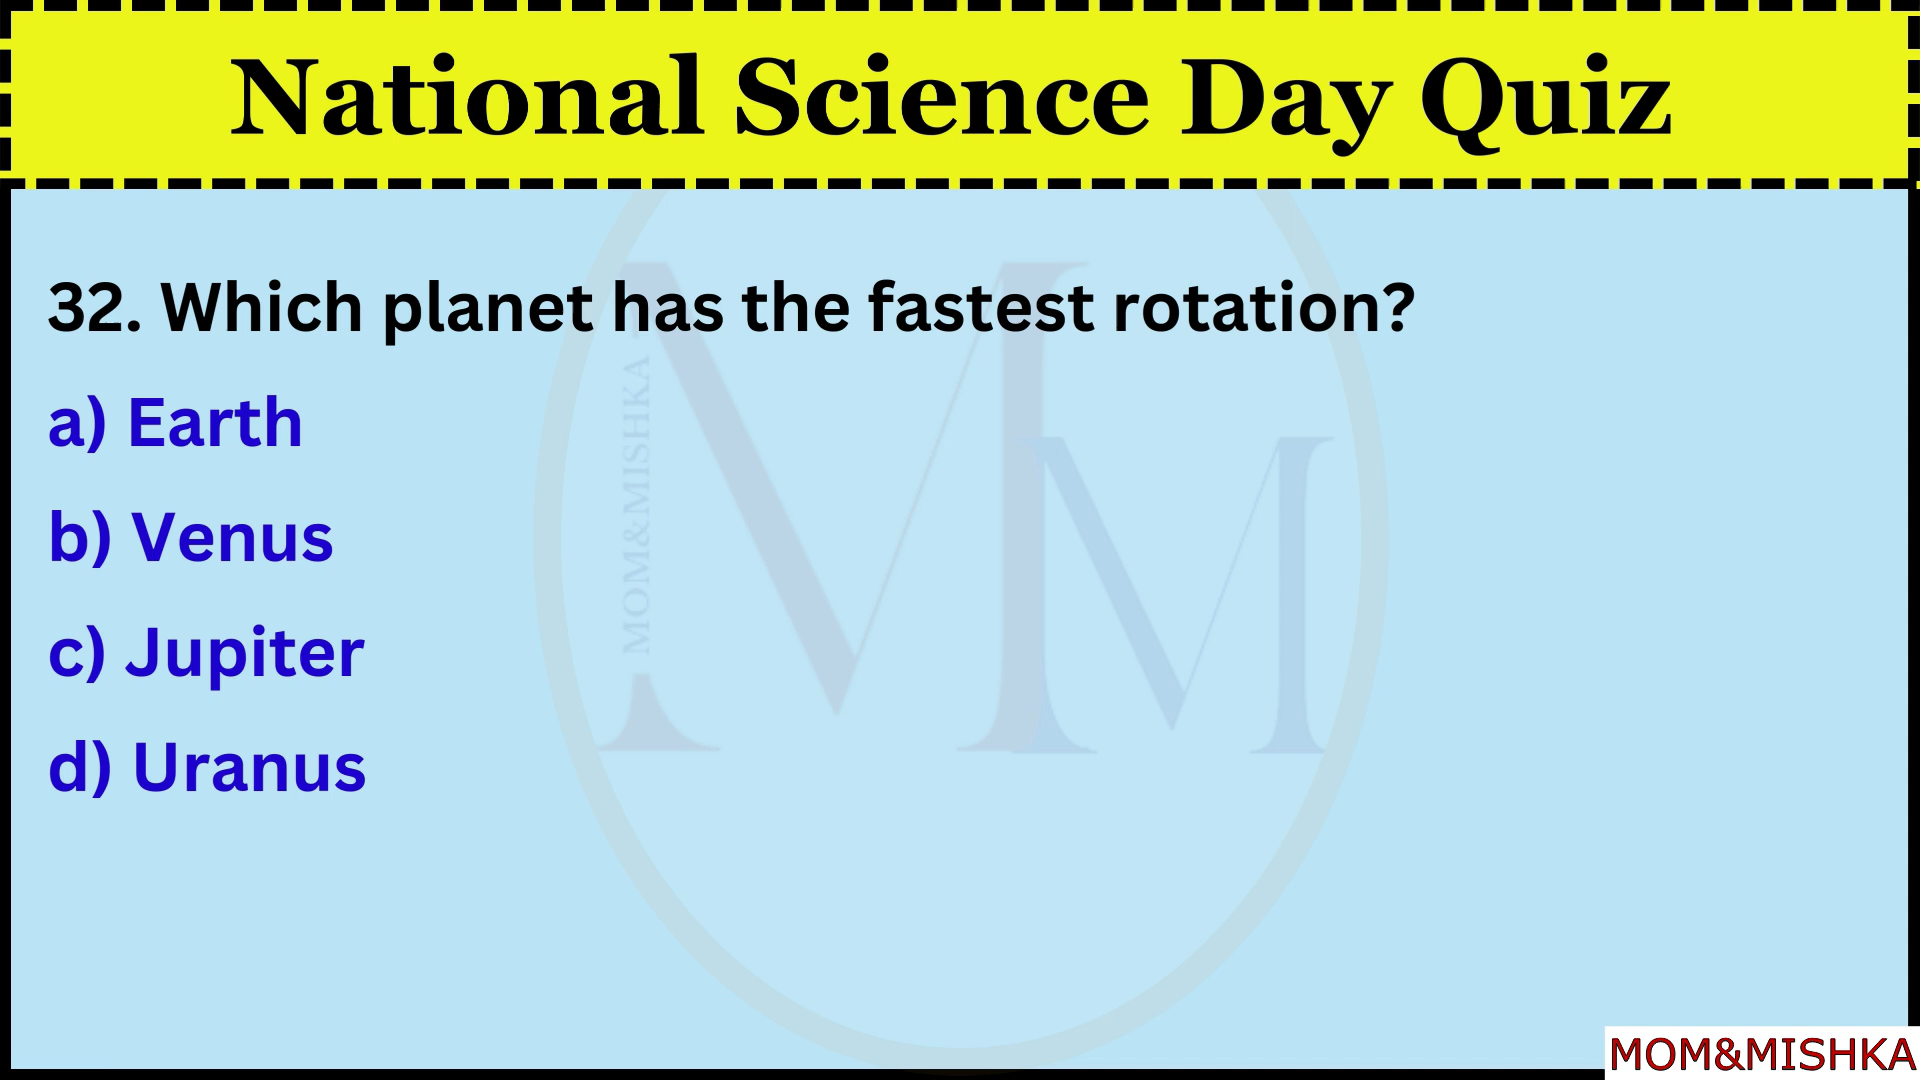 National Science Day Quiz
32. Which planet has the fastest rotation?
a) Earth
b) Venus
c) Jupiter
d) Uranus
MOM&MISHKA
MM
MOM&MISHKA